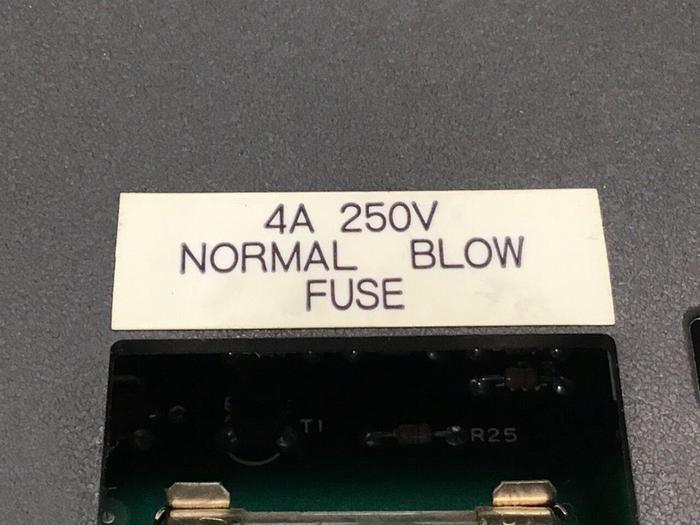 4A 250V
NORMAL BLOW
FUSE
T1
R25